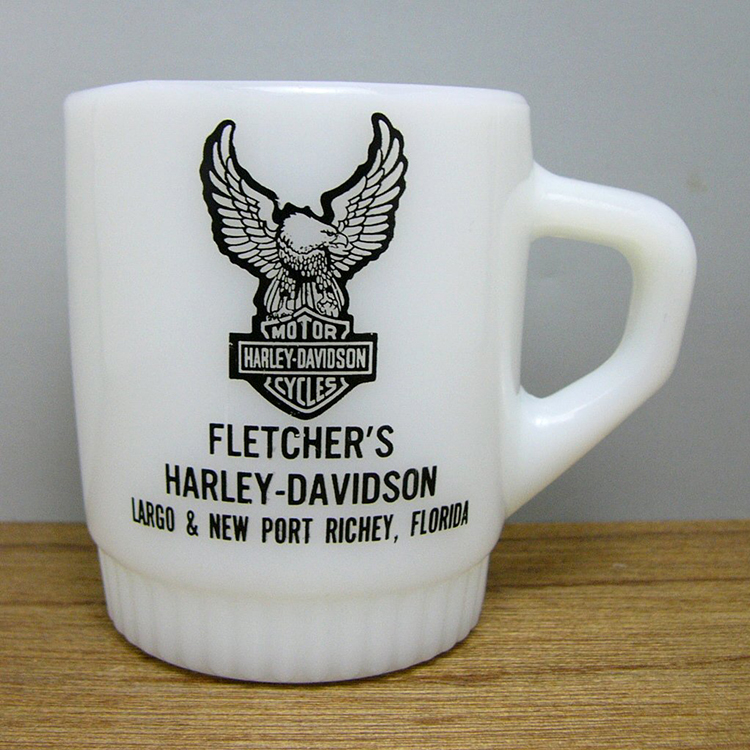 MOTOR
HARLEY-DAVIDSON
CYCLES
FLETCHER'S
HARLEY-DAVIDSON
LARGO & NEW PORT RICHEY, FLORIDA